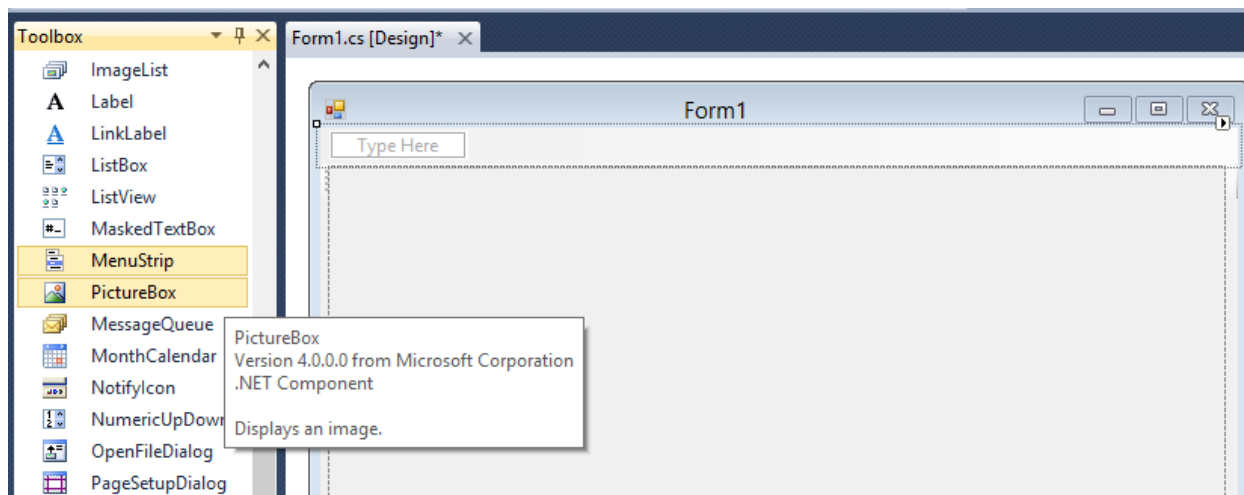 Toolbox
Form1.cs [Design]*
ImageList
A Label
A LinkLabel
ListBox
ListView
#_ MaskedTextBox
MenuStrip
PictureBox
MessageQueue
MonthCalendar
NotifyIcon
NumericUpDown
OpenFileDialog
PageSetupDialog
PictureBox
Version 4.0.0.0 from Microsoft Corporation
.NET Component
Displays an image.
Form1
Type Here